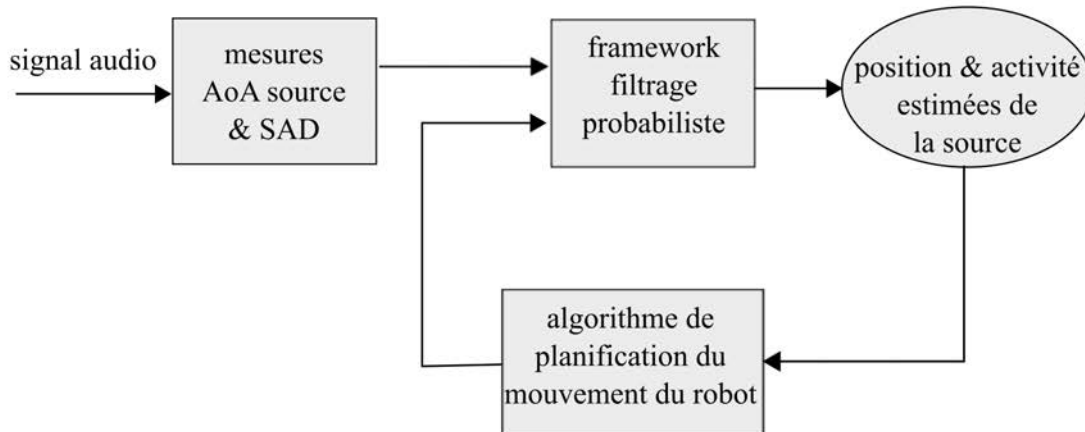 signal audio
mesures
AoA source
& SAD
framework
filtrage
probabiliste
position & activité
estimées de
la source
algorithme de
planification du
mouvement du robot